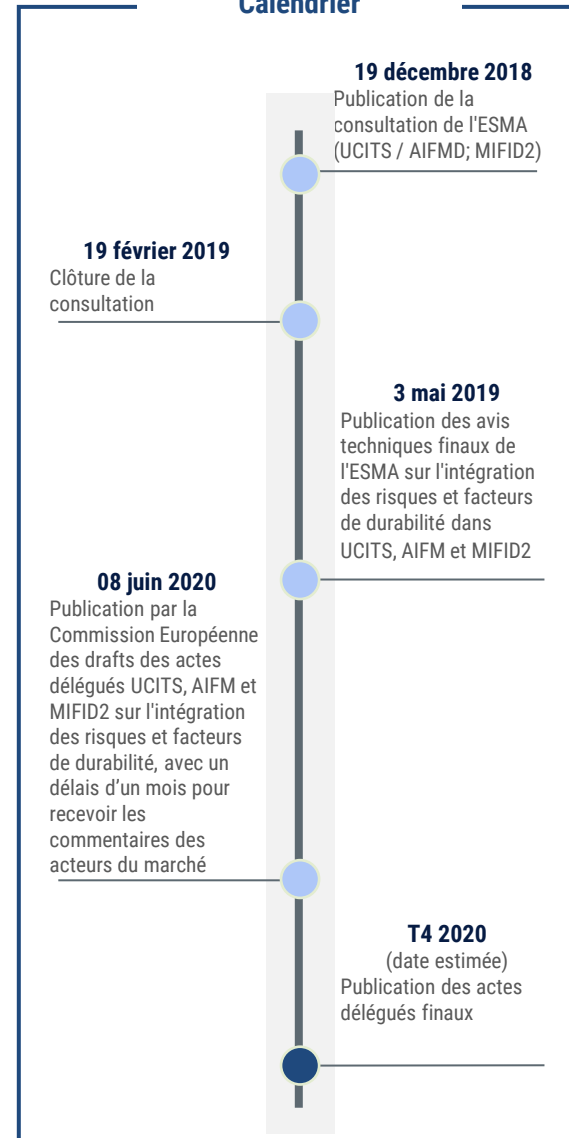 Calendrier
19 décembre 2018
Publication de la
consultation de l'ESMA
(UCITS / AIFMD; MIFID2)
19 février 2019
Clôture de la
consultation
3 mai 2019
Publication des avis
techniques finaux de
l'ESMA sur l'intégration
des risques et facteurs
de durabilité dans
UCITS, AIFM et MIFID2
08 juin 2020
Publication par la
Commission Européenne
des drafts des actes
délégués UCITS, AIFM et
MIFID2 sur l'intégration
des risques et facteurs
de durabilité, avec un
délais d’un mois pour
recevoir les
commentaires des
acteurs du marché
T4 2020
(date estimée)
Publication des actes
délégués finaux